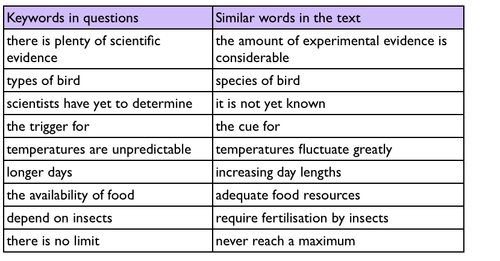 Keywords in questions
Similar words in the text
there is plenty of scientific
evidence
the amount of experimental evidence is
considerable
types of bird
species of bird
scientists have yet to determine
it is not yet known
the trigger for
the cue for
temperatures are unpredictable
temperatures fluctuate greatly
longer days
increasing day lengths
the availability of food
adequate food resources
depend on insects
require fertilisation by insects
there is no limit
never reach a maximum